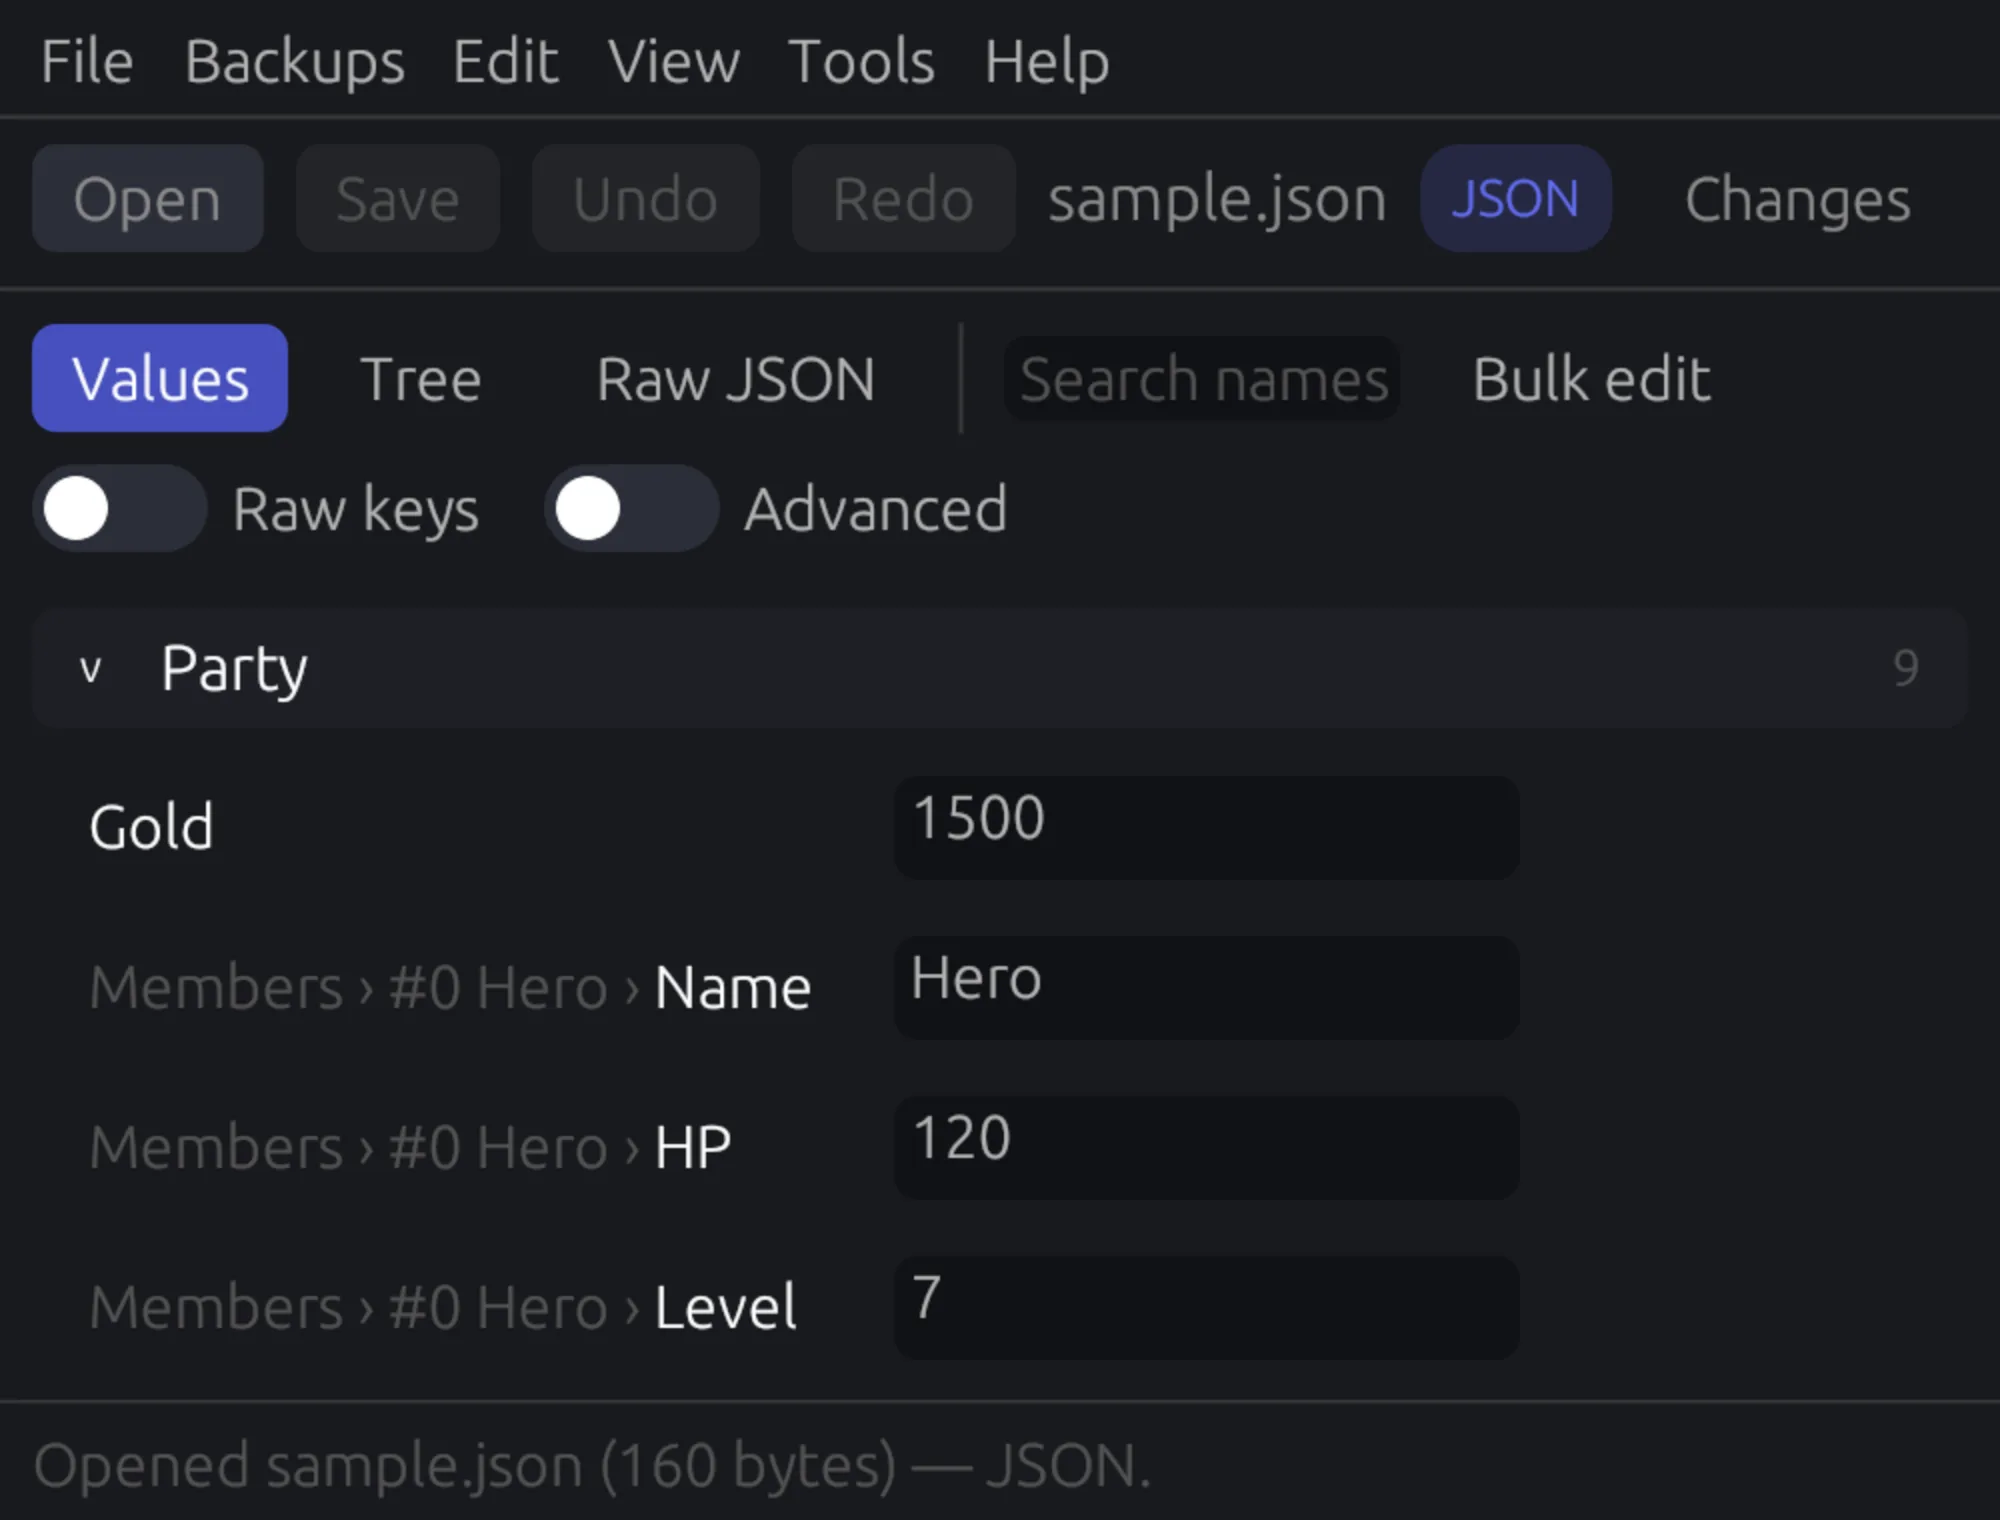 File Backups Edit View Tools Help
Open Save Undo Redo sample.json JSON Changes
Values Tree Raw JSON Search names Bulk edit
Raw keys Advanced
v Party 9
Gold 1500
Members › #0 Hero › Name Hero
Members › #0 Hero › HP 120
Members › #0 Hero › Level 7
Opened sample.json (160 bytes) — JSON.